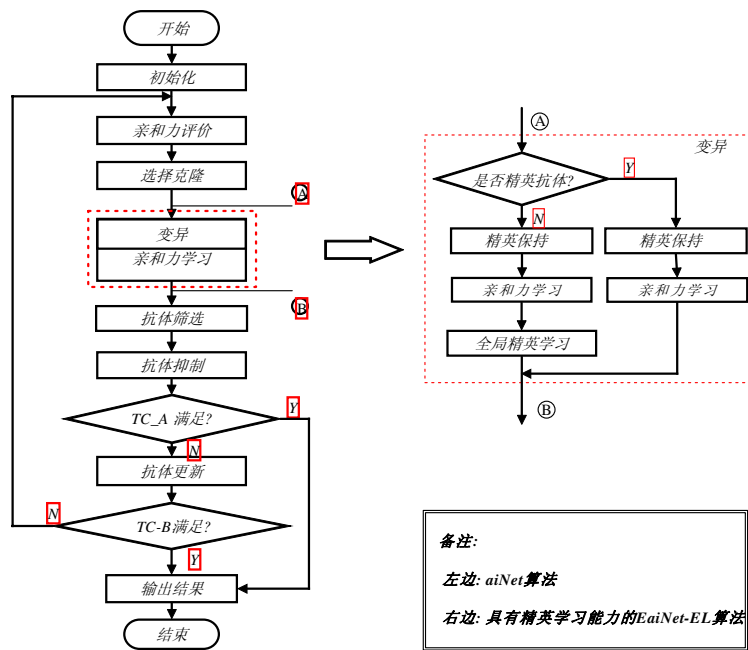 开始
初始化
亲和力评价
选择克隆
A
变异
亲和力学习
B
抗体筛选
抗体抑制
TC_A 满足?
Y
N
抗体更新
N
TC-B满足?
Y
输出结果
结束
A
变异
是否精英抗体?
Y
N
精英保持
精英保持
亲和力学习
亲和力学习
全局精英学习
B
备注:
左边: aiNet算法
右边: 具有精英学习能力的EaiNet-EL算法